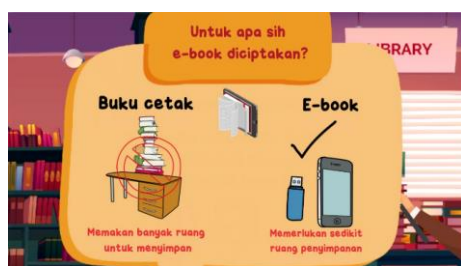 Untuk apa sih
e-book diciptakan?
LIBRARY
Buku cetak
E-book
Memakan banyak ruang
untuk menyimpan
Memerlukan sedikit
ruang penyimpanan